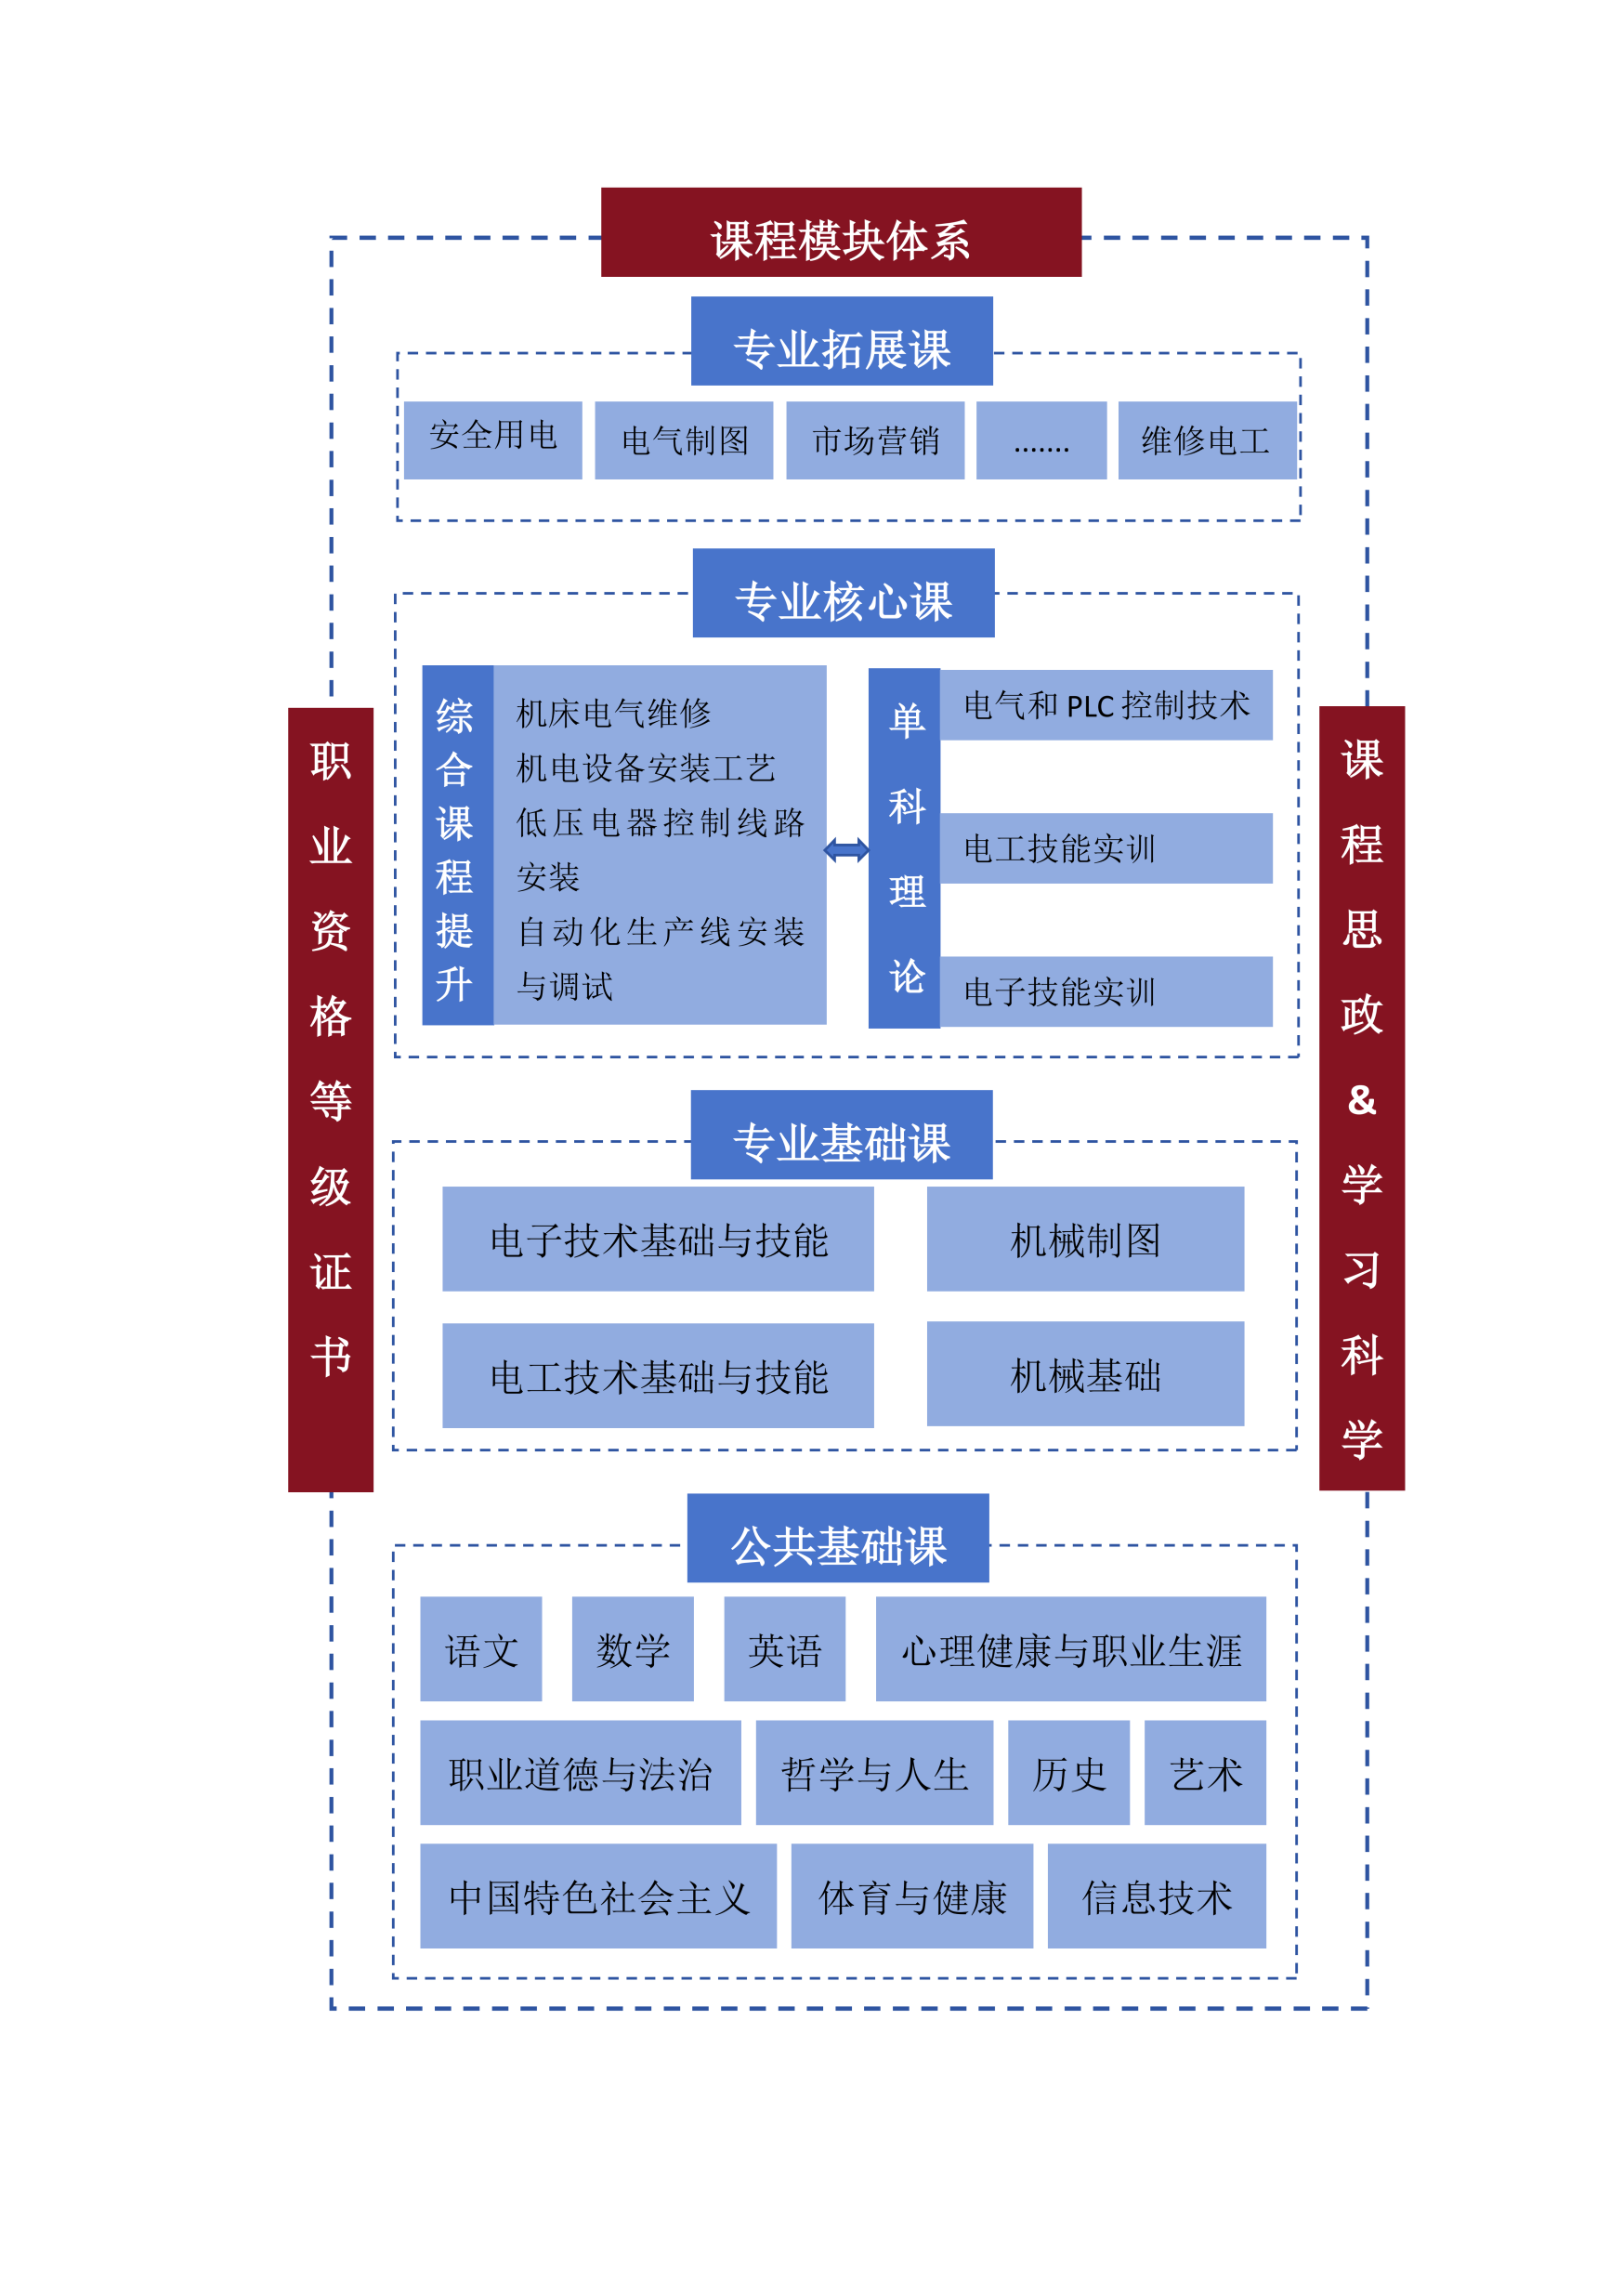 课程模块体系
专业拓展课
安全用电
电气制图
市场营销
.......
维修电工
专业核心课
综合课程提升
机床电气维修
机电设备安装工艺
低压电器控制线路
安装
自动化生产线安装
与调试
单科理论
电气和 PLC 控制技术
电工技能实训
电子技能实训
职业资格等级证书
课程思政&学习科学
专业基础课
电子技术基础与技能
机械制图
电工技术基础与技能
机械基础
公共基础课
语文
数学
英语
心理健康与职业生涯
职业道德与法治
哲学与人生
历史
艺术
中国特色社会主义
体育与健康
信息技术